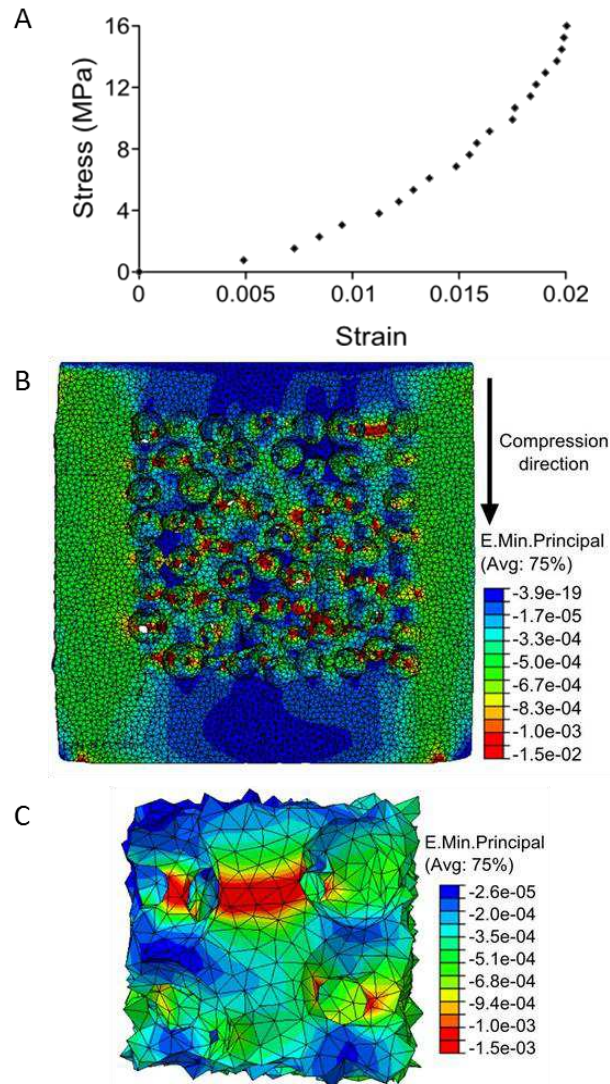 A
16
12
8
4
0
Stress (MPa)
0
0.005
0.01
0.015
0.02
Strain
B
Compression
direction
E.Min.Principal
(Avg: 75%)
-3.9e-19
-1.7e-05
-3.3e-04
-5.0e-04
-6.7e-04
-8.3e-04
-1.0e-03
-1.5e-02
C
E.Min.Principal
(Avg: 75%)
-2.6e-05
-2.0e-04
-3.5e-04
-5.1e-04
-6.8e-04
-9.4e-04
-1.0e-03
-1.5e-03